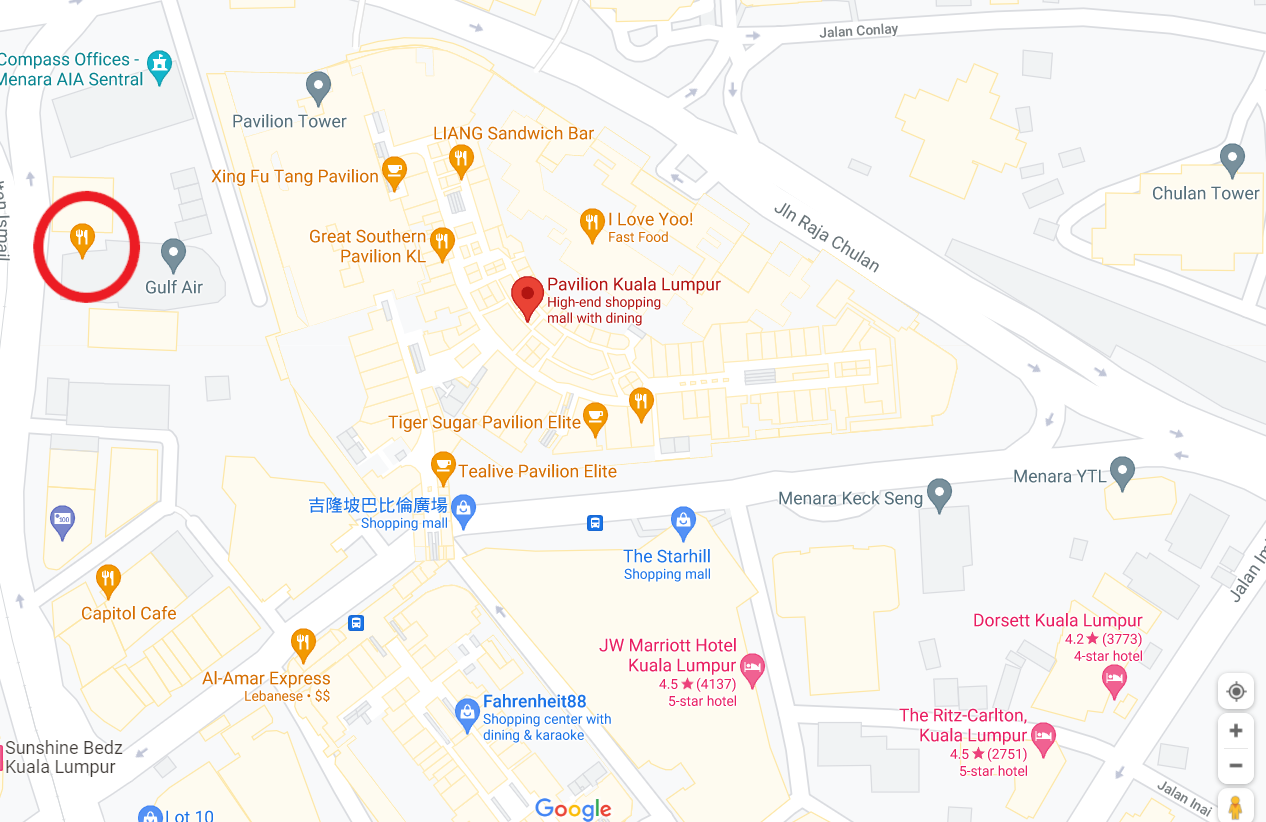 Jalan Conlay
Compass Offices -
Menara AIA Sentral
Pavilion Tower
LIANG Sandwich Bar
Xing Fu Tang Pavilion
Chulan Tower
Jln Raja Chulan
I Love Yoo!
Fast Food
Great Southern
Pavilion KL
Gulf Air
Pavilion Kuala Lumpur
High-end shopping
mall with dining
Tiger Sugar Pavilion Elite
Tealive Pavilion Elite
Menara YTL
Menara Keck Seng
吉隆坡巴比倫廣場
Shopping mall
The Starhill
Shopping mall
Capitol Cafe
Dorsett Kuala Lumpur
4.2★(3773)
4-star hotel
JW Marriott Hotel
Kuala Lumpur
4.5★(4137)
5-star hotel
Al-Amar Express
Lebanese • $$
Fahrenheit88
Shopping center with
dining & karaoke
The Ritz-Carlton,
Kuala Lumpur
4.5★(2751)
5-star hotel
Sunshine Bedz
Kuala Lumpur
Jalan Inai
Lot 10
Google